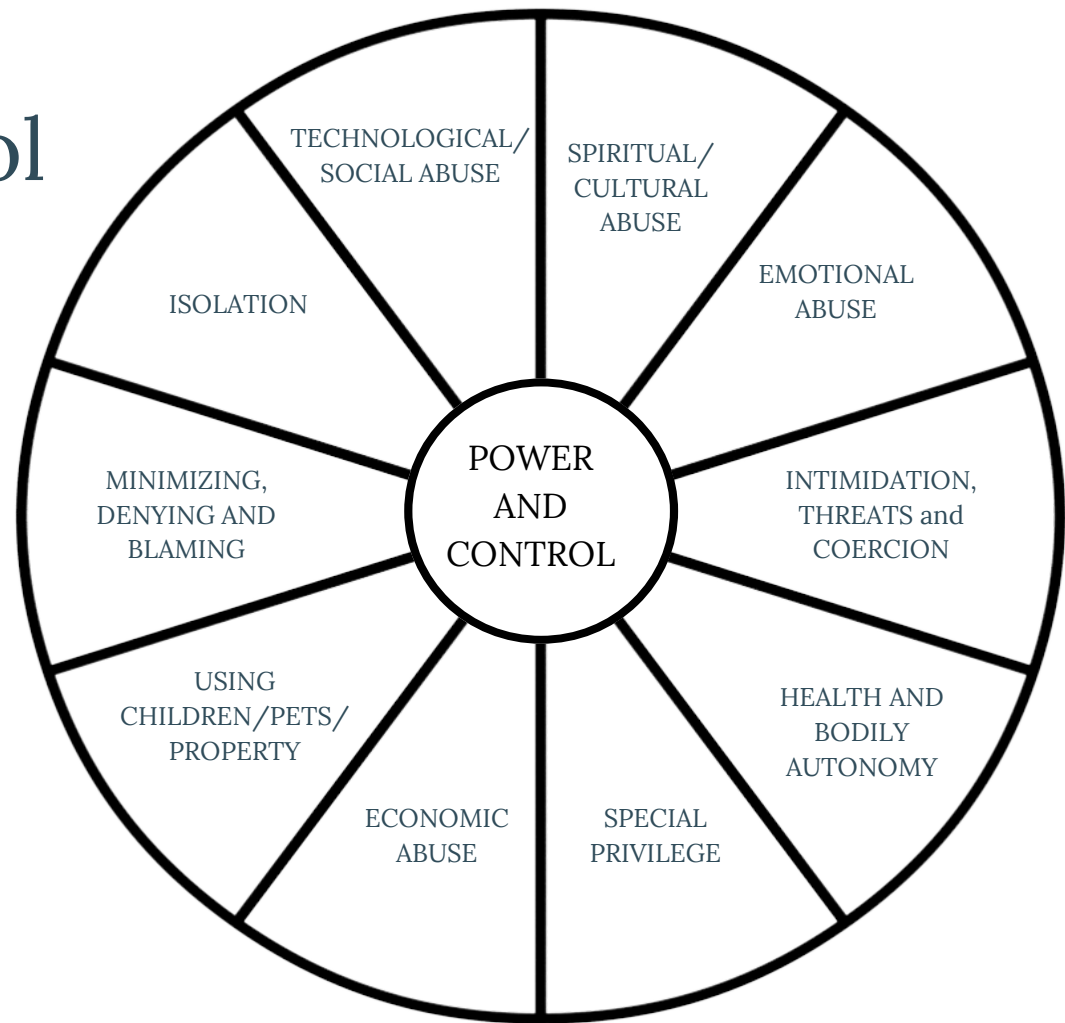 ol
TECHNOLOGICAL/
SOCIAL ABUSE
SPIRITUAL/
CULTURAL
ABUSE
EMOTIONAL
ABUSE
INTIMIDATION,
THREATS and
COERCION
HEALTH AND
BODILY
AUTONOMY
SPECIAL
PRIVILEGE
ECONOMIC
ABUSE
USING
CHILDREN/PETS/
PROPERTY
MINIMIZING,
DENYING AND
BLAMING
ISOLATION
POWER
AND
CONTROL